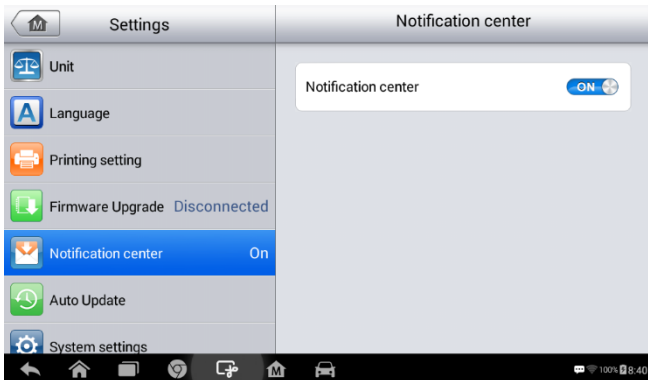 M
Settings
Notification center
Unit
Notification center
ON
A
Language
Printing setting
Firmware Upgrade Disconnected
Notification center On
Auto Update
System settings
M
100% 8:40